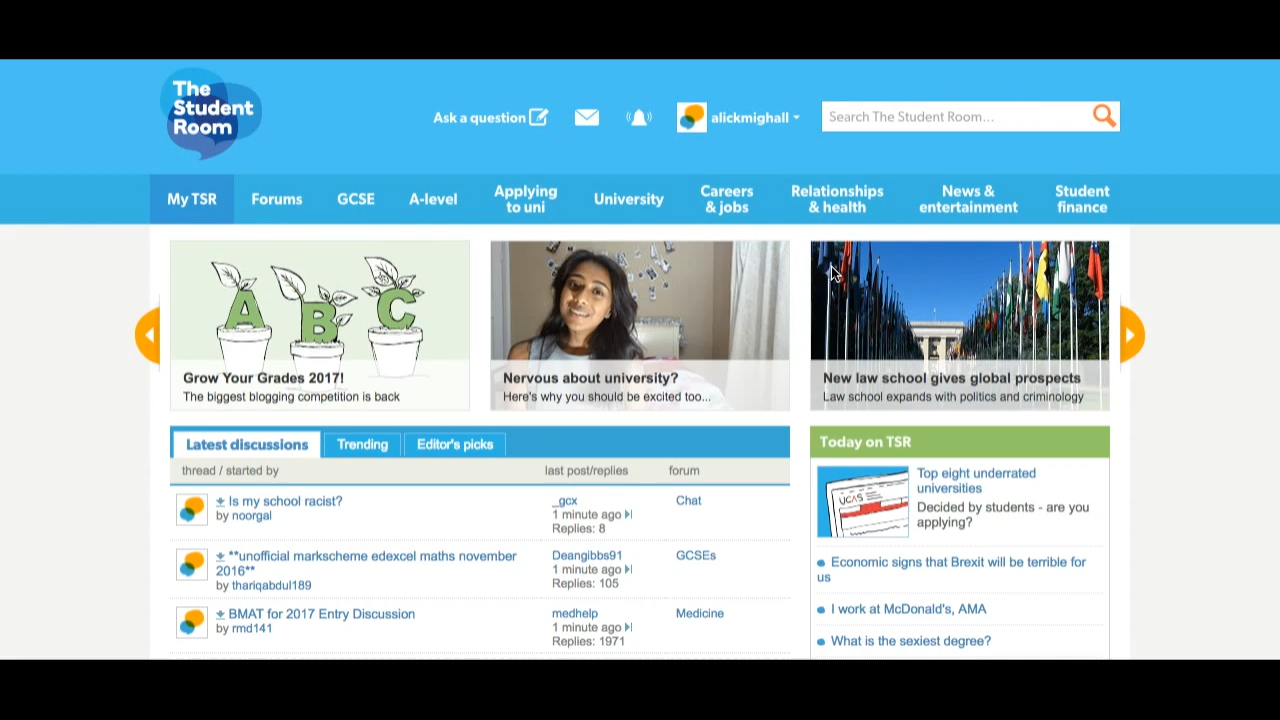 The
Student
Room
Ask a question
alickmighall
Search The Student Room...
My TSR
Forums
GCSE
A-level
Applying
to uni
University
Careers
& jobs
Relationships
& health
News &
entertainment
Student
finance
A B C
Grow Your Grades 2017!
The biggest blogging competition is back
Nervous about university?
Here's why you should be excited too...
New law school gives global prospects
Law school expands with politics and criminology
Latest discussions
Trending
Editor's picks
thread / started by
last post/replies
forum
Is my school racist?
by noorgal
_gcx
1 minute ago
Replies: 8
Chat
**unofficial markscheme edexcel maths november
2016**
by thariqabdul189
Deangibbs91
1 minute ago
Replies: 105
GCSEs
BMAT for 2017 Entry Discussion
by rmd141
medhelp
1 minute ago
Replies: 1971
Medicine
Today on TSR
UCAS
Top eight underrated
universities
Decided by students - are you
applying?
Economic signs that Brexit will be terrible for
us
I work at McDonald's, AMA
What is the sexiest degree?